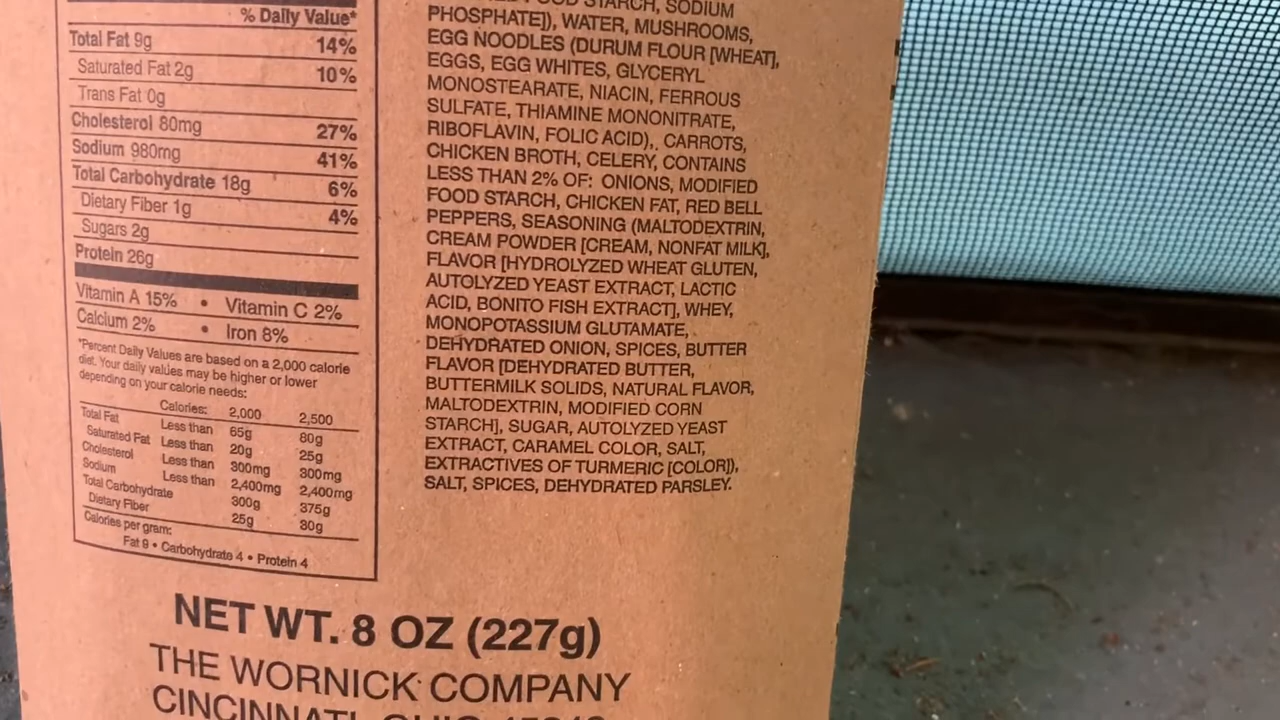 % Daily Value*
Total Fat 9g 14%
Saturated Fat 2g 10%
Trans Fat 0g
Cholesterol 80mg 27%
Sodium 980mg 41%
Total Carbohydrate 18g 6%
Dietary Fiber 1g 4%
Sugars 2g
Protein 26g
Vitamin A 15% • Vitamin C 2%
Calcium 2% • Iron 8%
*Percent Daily Values are based on a 2,000 calorie
diet. Your daily values may be higher or lower
depending on your calorie needs:
Calories: 2,000 2,500
Total Fat Less than 65g 80g
Saturated Fat Less than 20g 25g
Cholesterol Less than 300mg 300mg
Sodium Less than 2,400mg 2,400mg
Total Carbohydrate 300g 375g
Dietary Fiber 25g 30g
Calories per gram:
Fat 9 • Carbohydrate 4 • Protein 4
STARCH, SODIUM
PHOSPHATE]), WATER, MUSHROOMS,
EGG NOODLES (DURUM FLOUR [WHEAT],
EGGS, EGG WHITES, GLYCERYL
MONOSTEARATE, NIACIN, FERROUS
SULFATE, THIAMINE MONONITRATE,
RIBOFLAVIN, FOLIC ACID), CARROTS,
CHICKEN BROTH, CELERY, CONTAINS
LESS THAN 2% OF: ONIONS, MODIFIED
FOOD STARCH, CHICKEN FAT, RED BELL
PEPPERS, SEASONING (MALTODEXTRIN,
CREAM POWDER [CREAM, NONFAT MILK],
FLAVOR [HYDROLYZED WHEAT GLUTEN,
AUTOLYZED YEAST EXTRACT, LACTIC
ACID, BONITO FISH EXTRACT], WHEY,
MONOPOTASSIUM GLUTAMATE,
DEHYDRATED ONION, SPICES, BUTTER
FLAVOR [DEHYDRATED BUTTER,
BUTTERMILK SOLIDS, NATURAL FLAVOR,
MALTODEXTRIN, MODIFIED CORN
STARCH], SUGAR, AUTOLYZED YEAST
EXTRACT, CARAMEL COLOR, SALT,
EXTRACTIVES OF TURMERIC [COLOR]),
SALT, SPICES, DEHYDRATED PARSLEY.
NET WT. 8 OZ (227g)
THE WORNICK COMPANY
CINCINNATI, OHIO